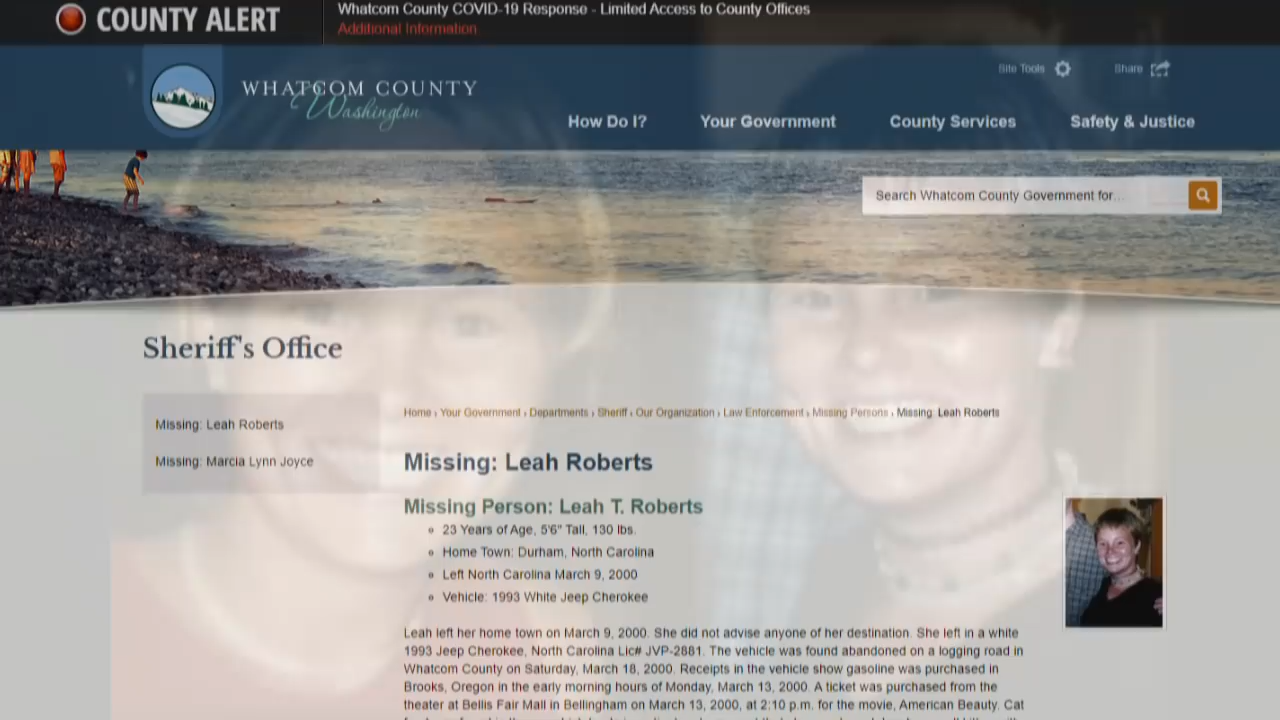 COUNTY ALERT
Whatcom County COVID-19 Response - Limited Access to County Offices
Additional Information
Site Tools
Share
WHATCOM COUNTY
Washington
How Do I?
Your Government
County Services
Safety & Justice
Search Whatcom County Government for...
Sheriff's Office
Missing: Leah Roberts
Missing: Marcia Lynn Joyce
Home › Your Government › Departments › Sheriff › Our Organization › Law Enforcement › Missing Persons › Missing: Leah Roberts
Missing: Leah Roberts
Missing Person: Leah T. Roberts
23 Years of Age, 5'6" Tall, 130 lbs.
Home Town: Durham, North Carolina
Left North Carolina March 9, 2000
Vehicle: 1993 White Jeep Cherokee
Leah left her home town on March 9, 2000. She did not advise anyone of her destination. She left in a white
1993 Jeep Cherokee, North Carolina Lic# JVP-2881. The vehicle was found abandoned on a logging road in
Whatcom County on Saturday, March 18, 2000. Receipts in the vehicle show gasoline was purchased in
Brooks, Oregon in the early morning hours of Monday, March 13, 2000. A ticket was purchased from the
theater at Bellis Fair Mall in Bellingham on March 13, 2000, at 2:10 p.m. for the movie, American Beauty. Cat